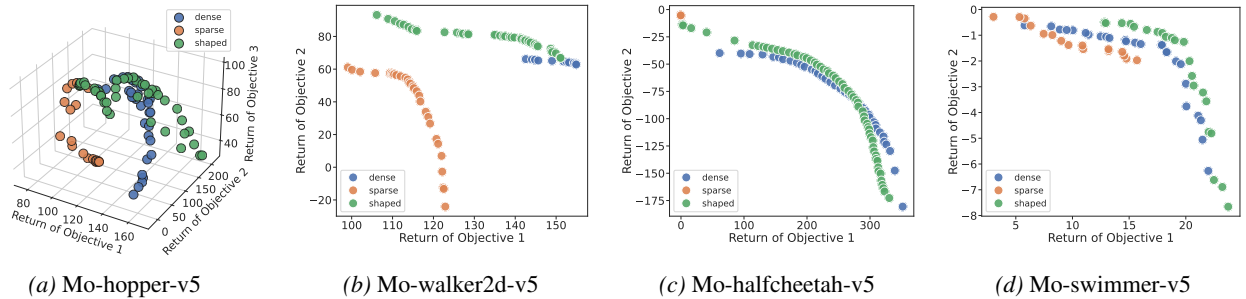 dense
sparse
shaped
100
80
60
40
Return of Objective 3
80
100
120
140
160
Return of Objective 1
0
50
100
150
200
Return of Objective 2
80
60
40
20
0
−20
Return of Objective 2
dense
sparse
shaped
100
110
120
130
140
150
Return of Objective 1
0
−25
−50
−75
−100
−125
−150
−175
Return of Objective 2
dense
sparse
shaped
0
100
200
300
Return of Objective 1
0
−1
−2
−3
−4
−5
−6
−7
−8
Return of Objective 2
dense
sparse
shaped
5
10
15
20
Return of Objective 1
(a) Mo-hopper-v5
(b) Mo-walker2d-v5
(c) Mo-halfcheetah-v5
(d) Mo-swimmer-v5